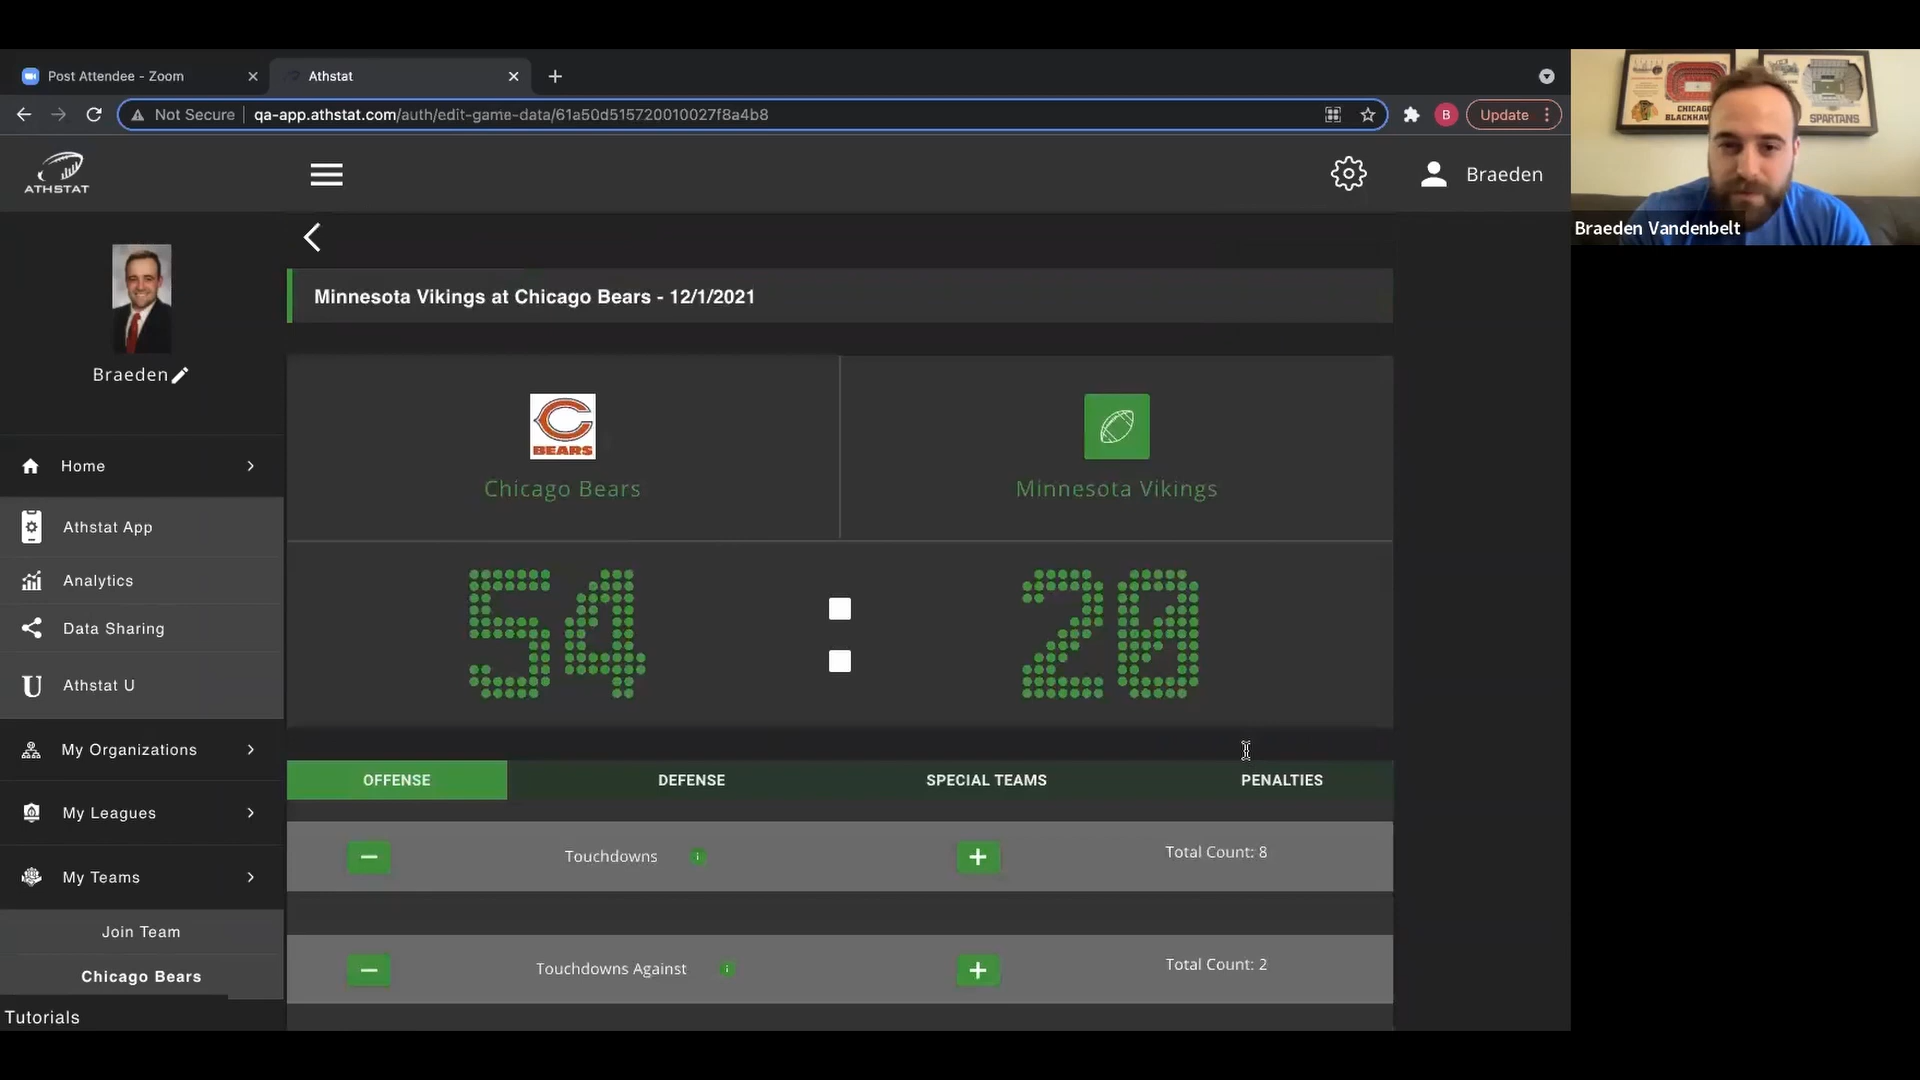 Post Attendee - Zoom
Athstat
Not Secure
qa-app.athstat.com/auth/edit-game-data/61a50d515720010027f8a4b8
B
Update
CHICAGO
SPARTANS
Braeden Vandenbelt
ATHSTAT
Braeden
Braeden
Home
Athstat App
Analytics
Data Sharing
U
Athstat U
My Organizations
My Leagues
My Teams
Join Team
Chicago Bears
Tutorials
Minnesota Vikings at Chicago Bears - 12/1/2021
BEARS
Chicago Bears
Minnesota Vikings
54 : 20
OFFENSE
DEFENSE
SPECIAL TEAMS
PENALTIES
Touchdowns
i
Total Count: 8
Touchdowns Against
i
Total Count: 2